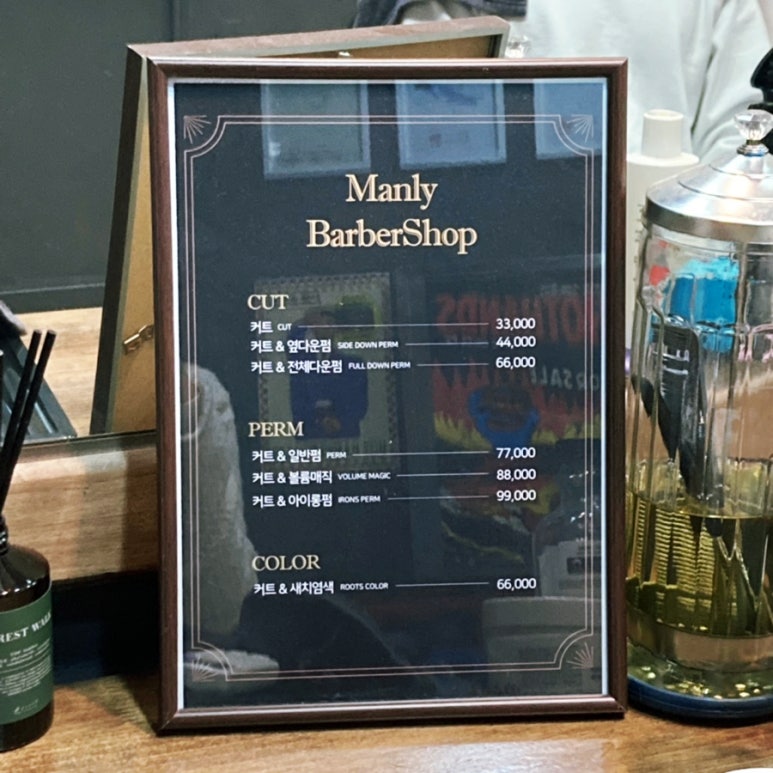 Manly
BarberShop
CUT
커트 CUT 33,000
커트 & 옆다운펌 SIDE DOWN PERM 44,000
커트 & 전체다운펌 FULL DOWN PERM 66,000
PERM
커트 & 일반펌 PERM 77,000
커트 & 볼륨매직 VOLUME MAGIC 88,000
커트 & 아이롱펌 IRONS PERM 99,000
COLOR
커트 & 새치염색 ROOTS COLOR 66,000